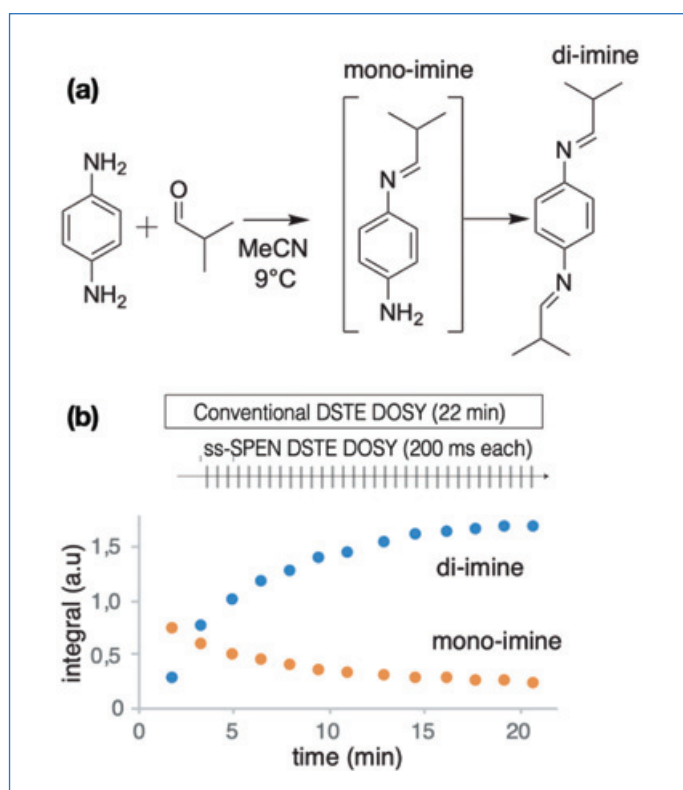 (a)
mono-imine
di-imine
NH₂
NH₂
+
O
MeCN
9°C
N
NH₂
N
N
(b)
Conventional DSTE DOSY (22 min)
ss-SPEN DSTE DOSY (200 ms each)
integral (a.u)
1,5
1,0
0,5
0
di-imine
mono-imine
0
5
10
15
20
time (min)